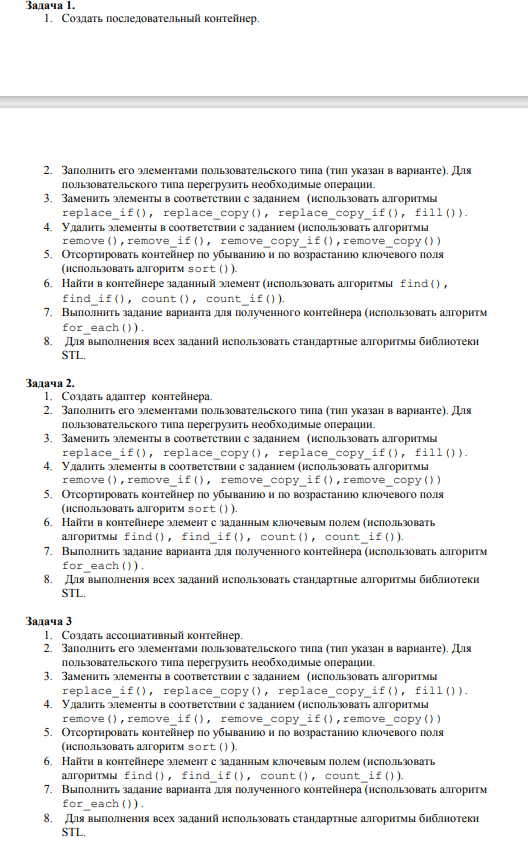 Задача 1.
1. Создать последовательный контейнер.
2. Заполнить его элементами пользовательского типа (тип указан в варианте). Для
пользовательского типа перегрузить необходимые операции.
3. Заменить элементы в соответствии с заданием (использовать алгоритмы
replace_if(), replace_copy(), replace_copy_if(), fill()).
4. Удалить элементы в соответствии с заданием (использовать алгоритмы
remove(),remove_if(), remove_copy_if(),remove_copy())
5. Отсортировать контейнер по убыванию и по возрастанию ключевого поля
(использовать алгоритм sort()).
6. Найти в контейнере заданный элемент (использовать алгоритмы find(),
find_if(), count(), count_if()).
7. Выполнить задание варианта для полученного контейнера (использовать алгоритм
for_each()).
8. Для выполнения всех заданий использовать стандартные алгоритмы библиотеки
STL.
Задача 2.
1. Создать адаптер контейнера.
2. Заполнить его элементами пользовательского типа (тип указан в варианте). Для
пользовательского типа перегрузить необходимые операции.
3. Заменить элементы в соответствии с заданием (использовать алгоритмы
replace_if(), replace_copy(), replace_copy_if(), fill()).
4. Удалить элементы в соответствии с заданием (использовать алгоритмы
remove(),remove_if(), remove_copy_if(),remove_copy())
5. Отсортировать контейнер по убыванию и по возрастанию ключевого поля
(использовать алгоритм sort()).
6. Найти в контейнере элемент с заданным ключевым полем (использовать
алгоритмы find(), find_if(), count(), count_if()).
7. Выполнить задание варианта для полученного контейнера (использовать алгоритм
for_each()).
8. Для выполнения всех заданий использовать стандартные алгоритмы библиотеки
STL.
Задача 3
1. Создать ассоциативный контейнер.
2. Заполнить его элементами пользовательского типа (тип указан в варианте). Для
пользовательского типа перегрузить необходимые операции.
3. Заменить элементы в соответствии с заданием (использовать алгоритмы
replace_if(), replace_copy(), replace_copy_if(), fill()).
4. Удалить элементы в соответствии с заданием (использовать алгоритмы
remove(),remove_if(), remove_copy_if(),remove_copy())
5. Отсортировать контейнер по убыванию и по возрастанию ключевого поля
(использовать алгоритм sort()).
6. Найти в контейнере элемент с заданным ключевым полем (использовать
алгоритмы find(), find_if(), count(), count_if()).
7. Выполнить задание варианта для полученного контейнера (использовать алгоритм
for_each()).
8. Для выполнения всех заданий использовать стандартные алгоритмы библиотеки
STL.